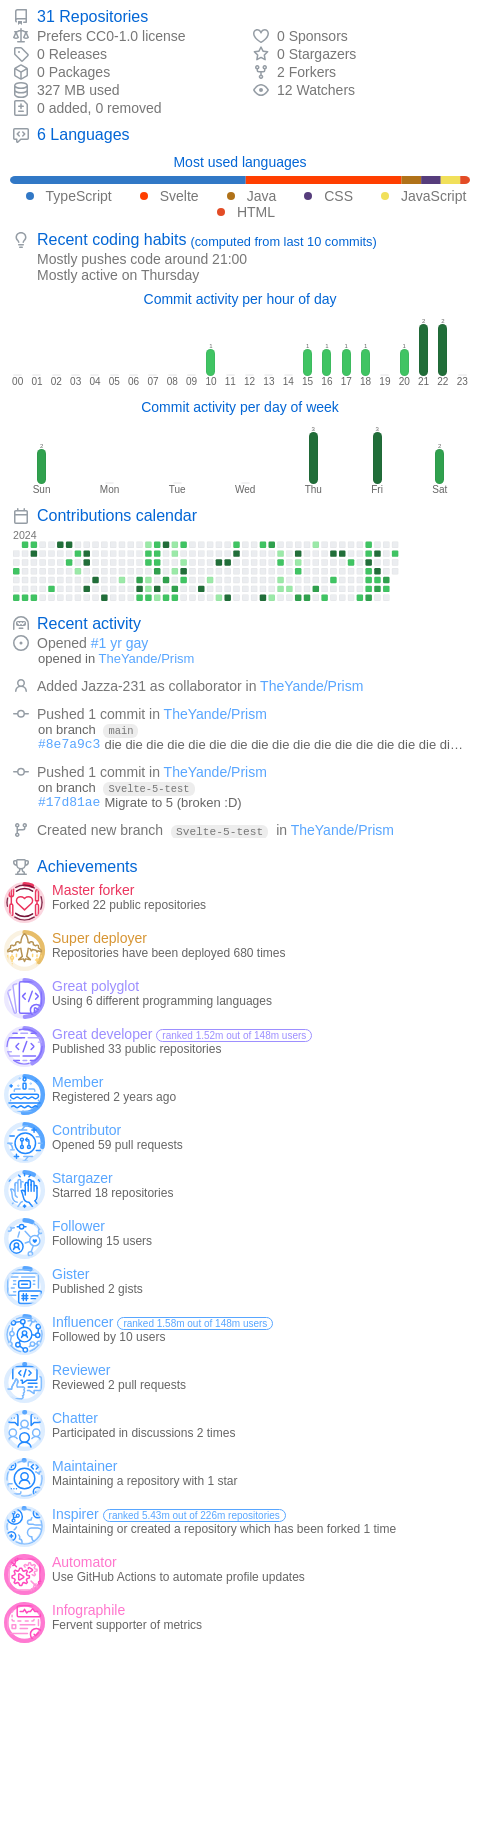 31 Repositories
Prefers CC0-1.0 license
0 Sponsors
0 Releases
0 Stargazers
0 Packages
2 Forkers
327 MB used
12 Watchers
0 added, 0 removed
6 Languages
Most used languages
TypeScript Svelte Java CSS JavaScript
HTML
Recent coding habits (computed from last 10 commits)
Mostly pushes code around 21:00
Mostly active on Thursday
Commit activity per hour of day
1 1 1 1 1 1 2 2
00 01 02 03 04 05 06 07 08 09 10 11 12 13 14 15 16 17 18 19 20 21 22 23
Commit activity per day of week
2 3 3 2
Sun Mon Tue Wed Thu Fri Sat
Contributions calendar
2024
Recent activity
Opened #1 yr gay
opened in TheYande/Prism
Added Jazza-231 as collaborator in TheYande/Prism
Pushed 1 commit in TheYande/Prism
on branch main
#8e7a9c3 die die die die die die die die die die die die die die die die di…
Pushed 1 commit in TheYande/Prism
on branch Svelte-5-test
#17d81ae Migrate to 5 (broken :D)
Created new branch Svelte-5-test in TheYande/Prism
Achievements
Master forker
Forked 22 public repositories
Super deployer
Repositories have been deployed 680 times
Great polyglot
Using 6 different programming languages
Great developer ranked 1.52m out of 148m users
Published 33 public repositories
Member
Registered 2 years ago
Contributor
Opened 59 pull requests
Stargazer
Starred 18 repositories
Follower
Following 15 users
Gister
Published 2 gists
Influencer ranked 1.58m out of 148m users
Followed by 10 users
Reviewer
Reviewed 2 pull requests
Chatter
Participated in discussions 2 times
Maintainer
Maintaining a repository with 1 star
Inspirer ranked 5.43m out of 226m repositories
Maintaining or created a repository which has been forked 1 time
Automator
Use GitHub Actions to automate profile updates
Infographile
Fervent supporter of metrics